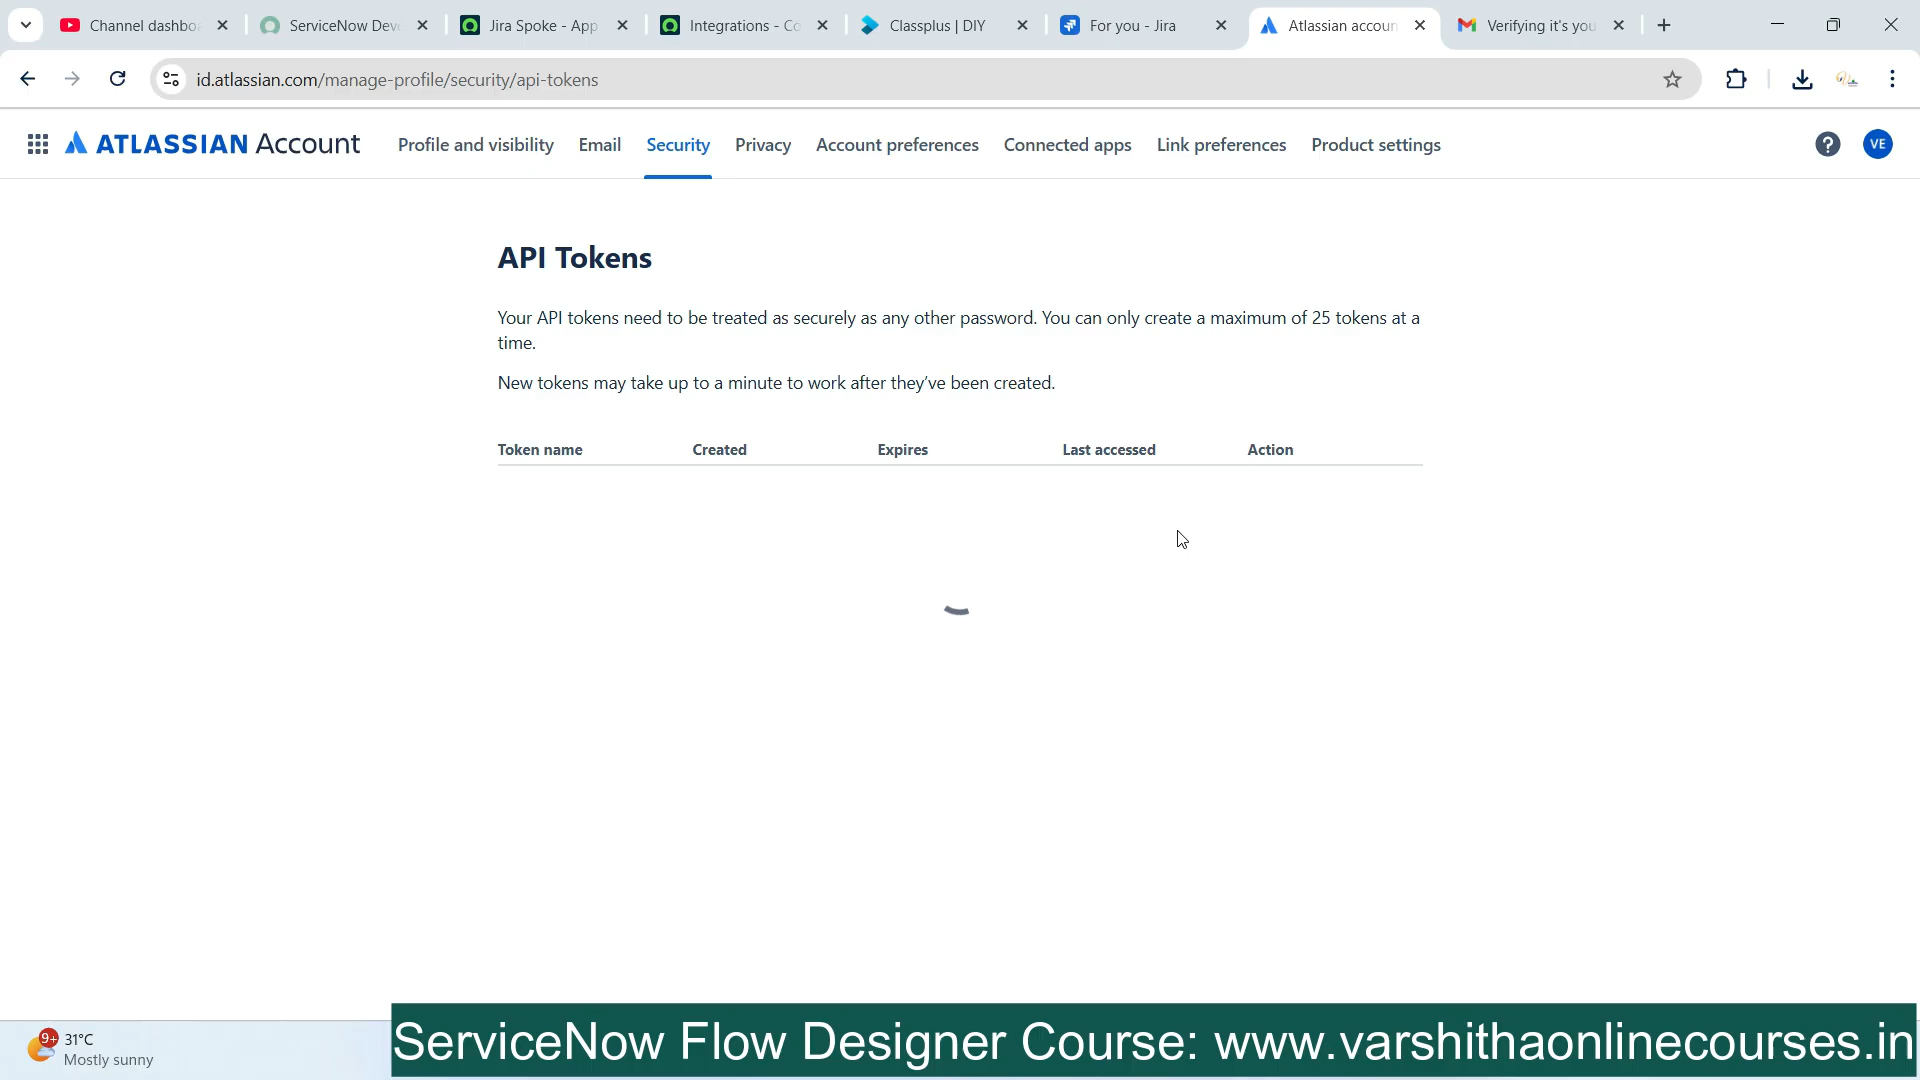 Channel dashbo
ServiceNow Dev
Jira Spoke - App
Integrations - Co
Classplus | DIY
For you - Jira
Atlassian accoun
Verifying it's you
id.atlassian.com/manage-profile/security/api-tokens
ATLASSIAN Account
Profile and visibility
Email
Security
Privacy
Account preferences
Connected apps
Link preferences
Product settings
VE
API Tokens
Your API tokens need to be treated as securely as any other password. You can only create a maximum of 25 tokens at a
time.
New tokens may take up to a minute to work after they've been created.
Token name
Created
Expires
Last accessed
Action
9+
31°C
Mostly sunny
ServiceNow Flow Designer Course: www.varshithaonlinecourses.in